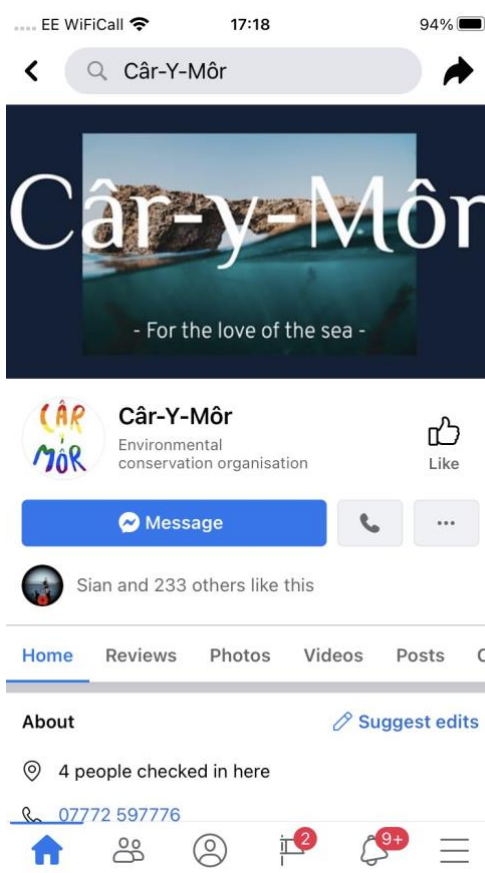 .... EE WiFiCall 17:18 94%
Câr-Y-Môr
Câr-y-Môr
- For the love of the sea -
CÂR
Y
MÔR
Câr-Y-Môr
Environmental
conservation organisation
Like
Message
Sian and 233 others like this
Home Reviews Photos Videos Posts
About Suggest edits
4 people checked in here
07772 597776
2 9+